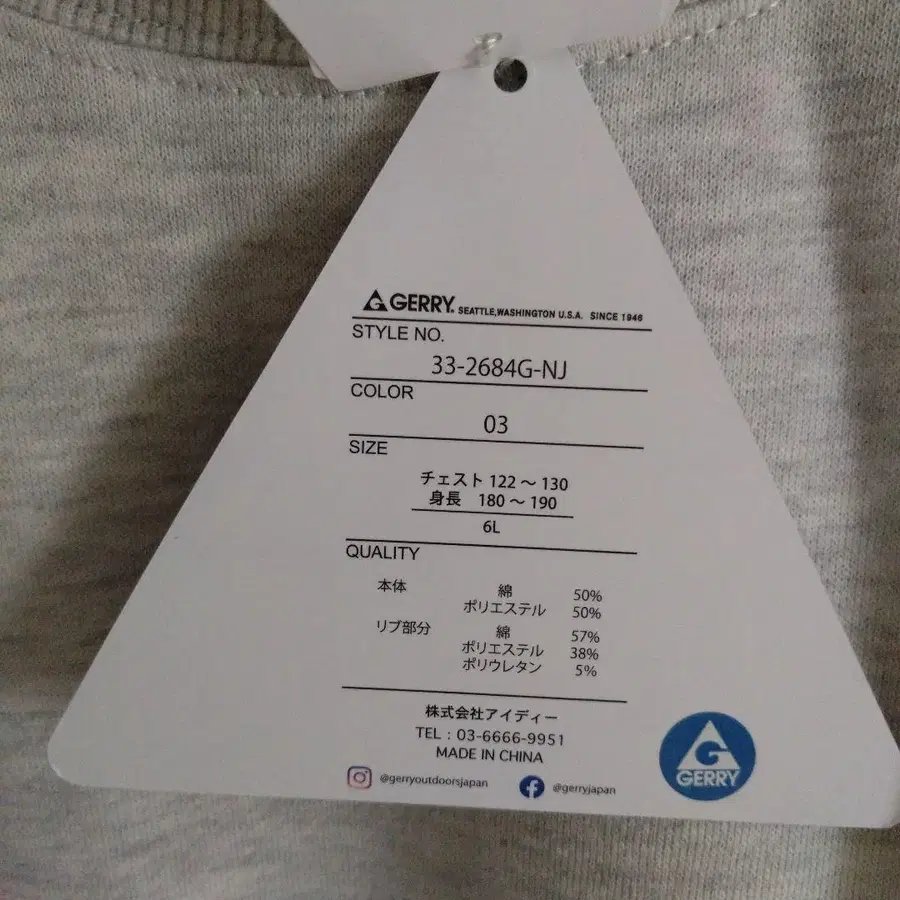 GERRY. SEATTLE,WASHINGTON U.S.A. SINCE 1946
STYLE NO.
33-2684G-NJ
COLOR
03
SIZE
チェスト 122 〜 130
身長 180 〜 190
6L
QUALITY
本体 綿 50%
ポリエステル 50%
リブ部分 綿 57%
ポリエステル 38%
ポリウレタン 5%
株式会社アイディー
TEL : 03-6666-9951
MADE IN CHINA
@gerryoutdoorsjapan @gerryjapan
GERRY